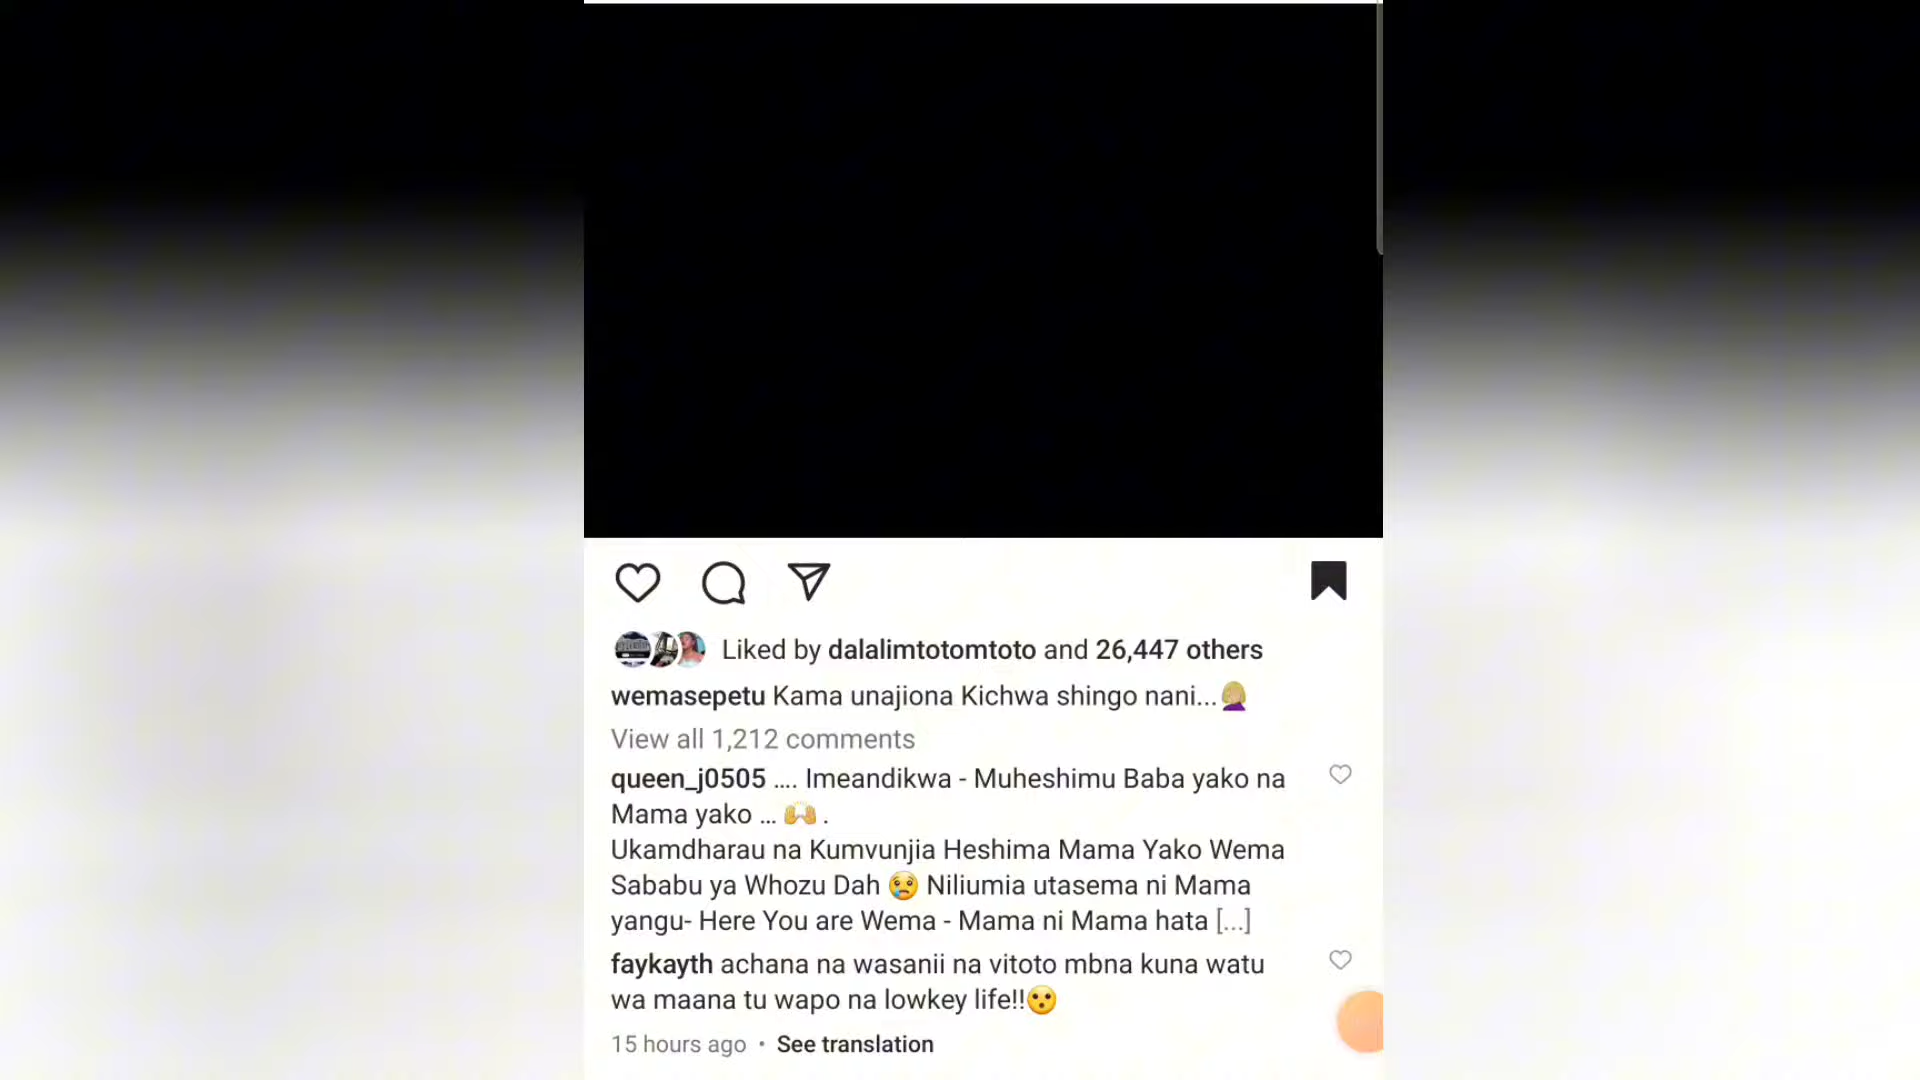 Liked by dalalimtotomtoto and 26,447 others
wemasepetu Kama unajiona Kichwa shingo nani...🤦🏼‍♀️
View all 1,212 comments
queen_j0505 .... Imeandikwa - Muheshimu Baba yako na
Mama yako ... 🙌 .
Ukamdharau na Kumvunjia Heshima Mama Yako Wema
Sababu ya Whozu Dah 😢 Niliumia utasema ni Mama
yangu- Here You are Wema - Mama ni Mama hata [...]
faykayth achana na wasanii na vitoto mbna kuna watu
wa maana tu wapo na lowkey life!!😯
15 hours ago • See translation